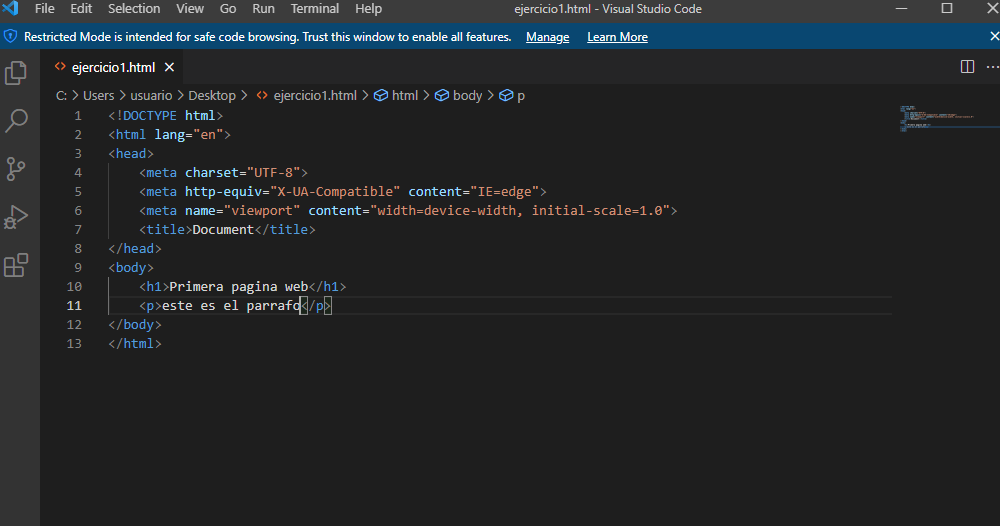 File Edit Selection View Go Run Terminal Help ejercicio1.html - Visual Studio Code
Restricted Mode is intended for safe code browsing. Trust this window to enable all features. Manage Learn More
ejercicio1.html
C: > Users > usuario > Desktop > ejercicio1.html > html > body > p
1 <!DOCTYPE html>
2 <html lang="en">
3 <head>
4 <meta charset="UTF-8">
5 <meta http-equiv="X-UA-Compatible" content="IE=edge">
6 <meta name="viewport" content="width=device-width, initial-scale=1.0">
7 <title>Document</title>
8 </head>
9 <body>
10 <h1>Primera pagina web</h1>
11 <p>este es el parrafo</p>
12 </body>
13 </html>